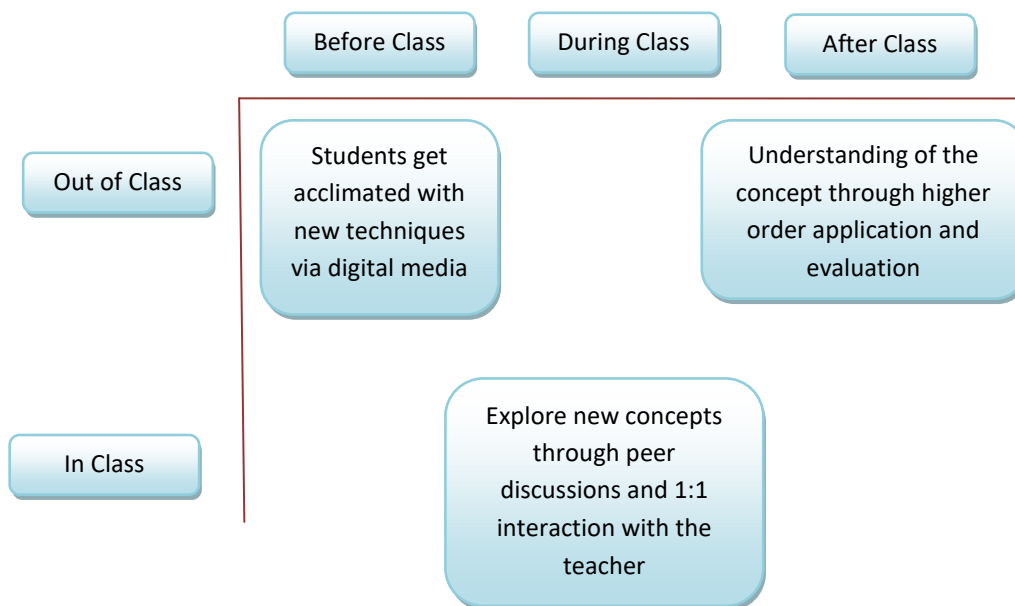 Before Class
During Class
After Class
Out of Class
Students get
acclimated with
new techniques
via digital media
Understanding of the
concept through higher
order application and
evaluation
In Class
Explore new concepts
through peer
discussions and 1:1
interaction with the
teacher